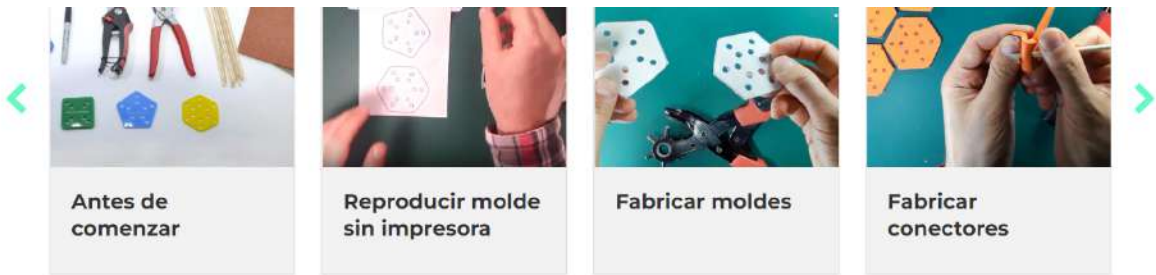 Antes de
comenzar
Reproducir molde
sin impresora
Fabricar moldes
Fabricar
conectores